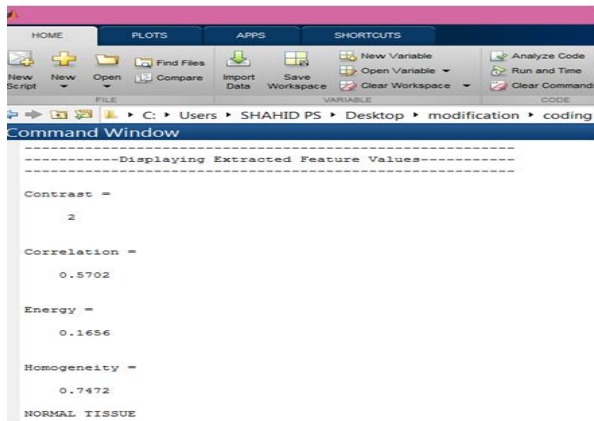 HOME PLOTS APPS SHORTCUTS
New Script
New
Open
Find Files
Compare
Import Data
Save Workspace
New Variable
Open Variable
Clear Workspace
Analyze Code
Run and Time
Clear Command
FILE VARIABLE CODE
C: Users SHAHID PS Desktop modification coding
Command Window
-----------------------------------------------------
----------Displaying Extracted Feature Values----------
-----------------------------------------------------
Contrast =
2
Correlation =
0.5702
Energy =
0.1656
Homogeneity =
0.7472
NORMAL TISSUE